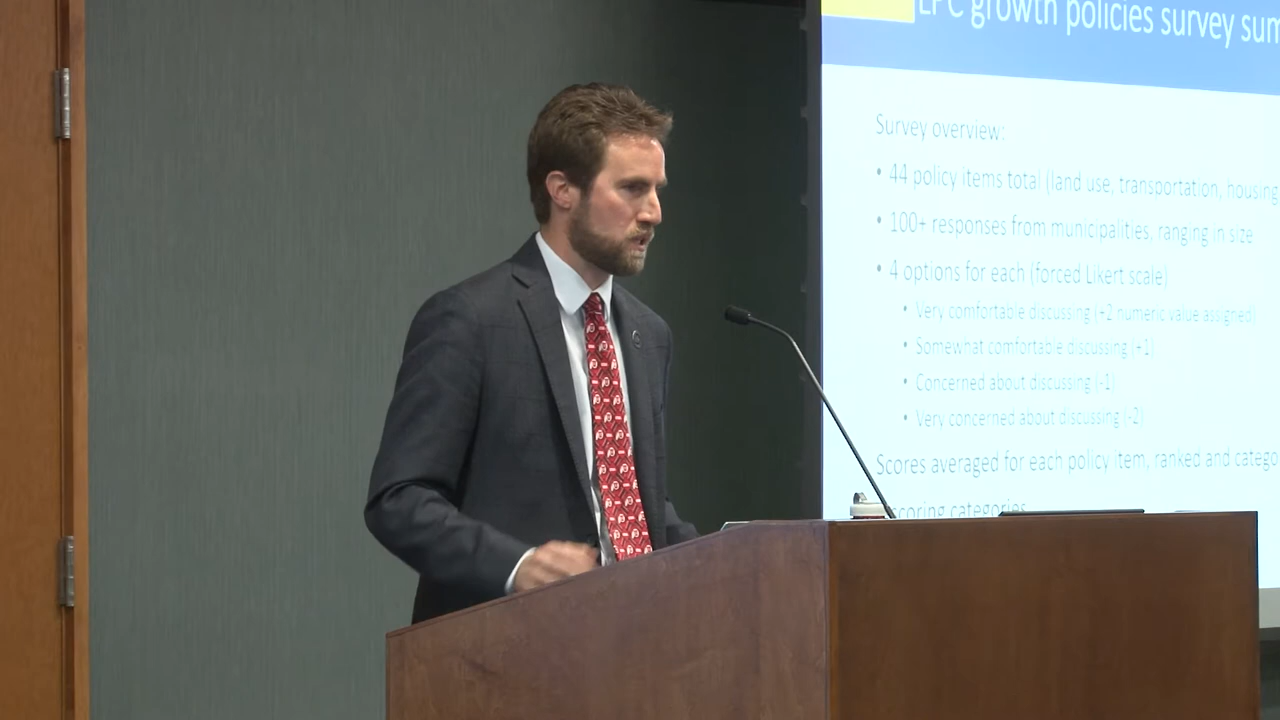 LPC growth policies survey sum
Survey overview:
• 44 policy items total (land use, transportation, housing
• 100+ responses from municipalities, ranging in size
• 4 options for each (forced Likert scale)
• Very comfortable discussing (+2 numeric value assigned)
• Somewhat comfortable discussing (+1)
• Concerned about discussing (-1)
• Very concerned about discussing (-2)
Scores averaged for each policy item, ranked and catego
scoring categories